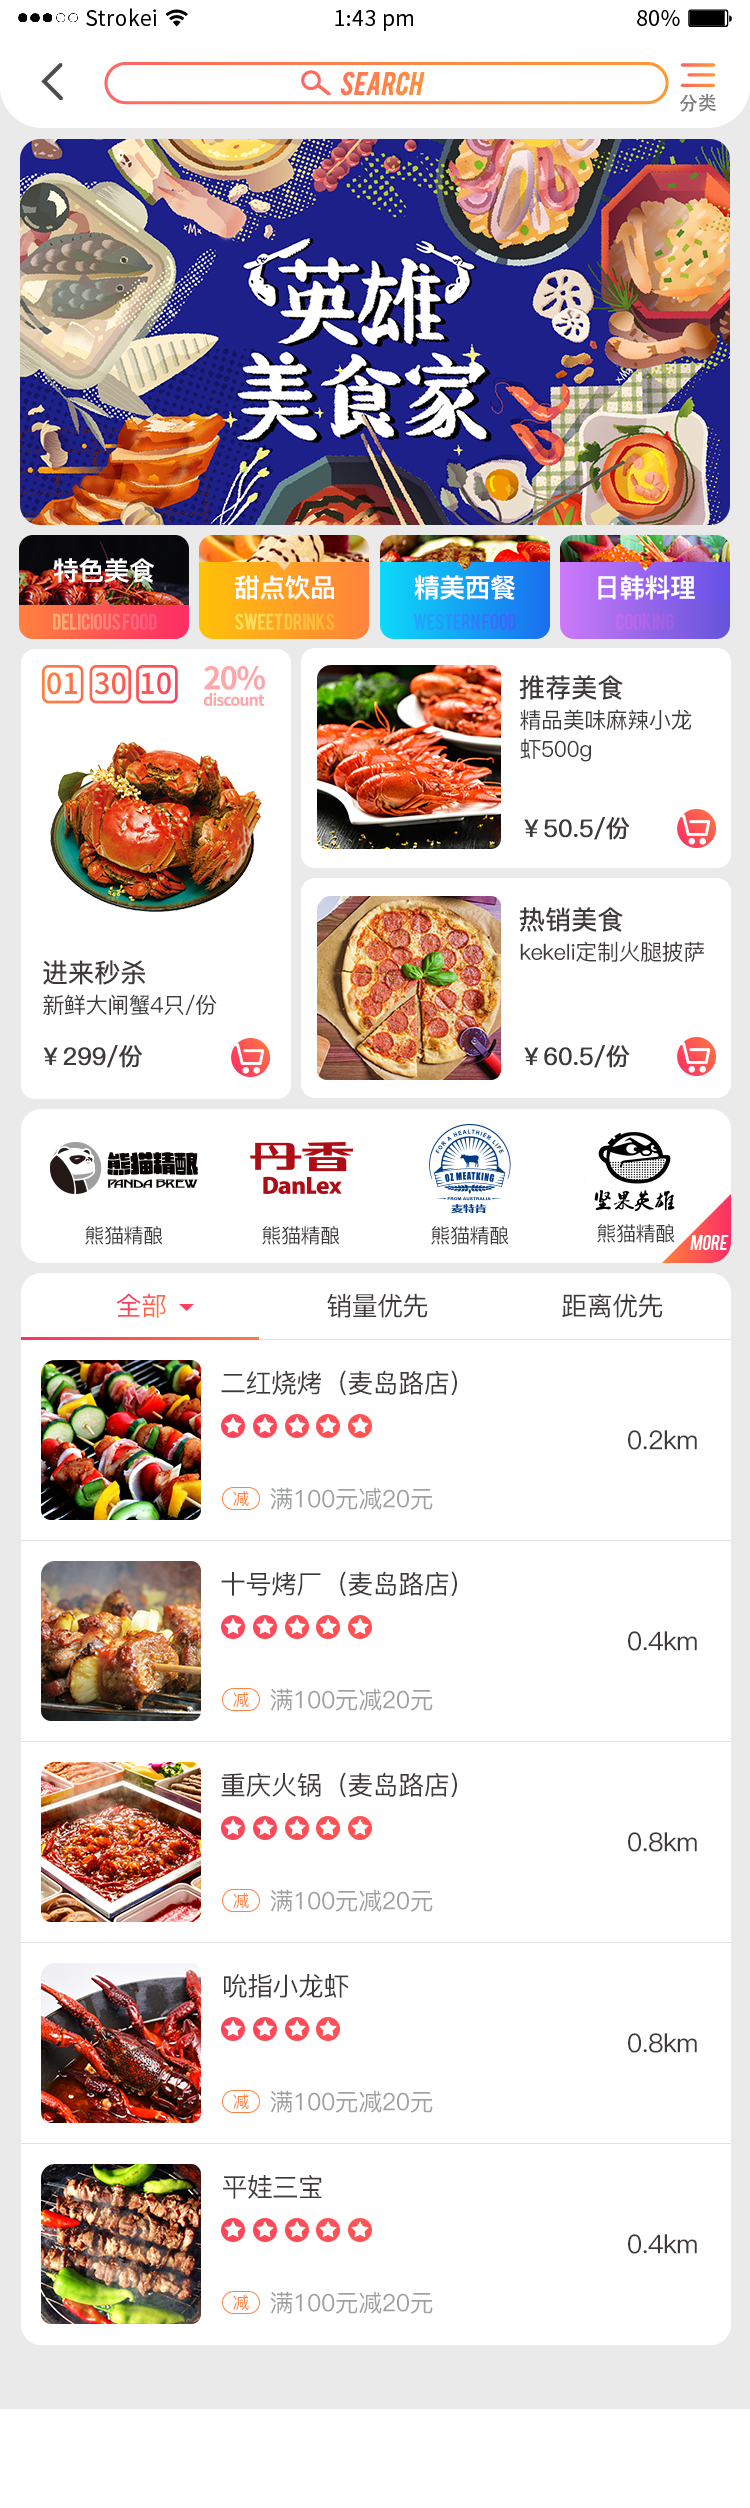 Strokei
1:43 pm
80%
SEARCH
分类
英雄
美食家
特色美食
DELICIOUS FOOD
甜点饮品
SWEET DRINKS
精美西餐
WESTERN FOOD
日韩料理
COOKING
01 30 10
20%
discount
进来秒杀
新鲜大闸蟹4只/份
¥299/份
推荐美食
精品美味麻辣小龙
虾500g
¥50.5/份
热销美食
kekeli定制火腿披萨
¥60.5/份
熊猫精酿
PANDA BREW
熊猫精酿
丹香
DanLex
熊猫精酿
FOR A HEALTHIER LIFE
OZ MEATKING
FROM AUSTRALIA
麦特肯
熊猫精酿
坚果英雄
熊猫精酿
MORE
全部
销量优先
距离优先
二红烧烤（麦岛路店）
0.2km
减 满100元减20元
十号烤厂（麦岛路店）
0.4km
减 满100元减20元
重庆火锅（麦岛路店）
0.8km
减 满100元减20元
吮指小龙虾
0.8km
减 满100元减20元
平娃三宝
0.4km
减 满100元减20元